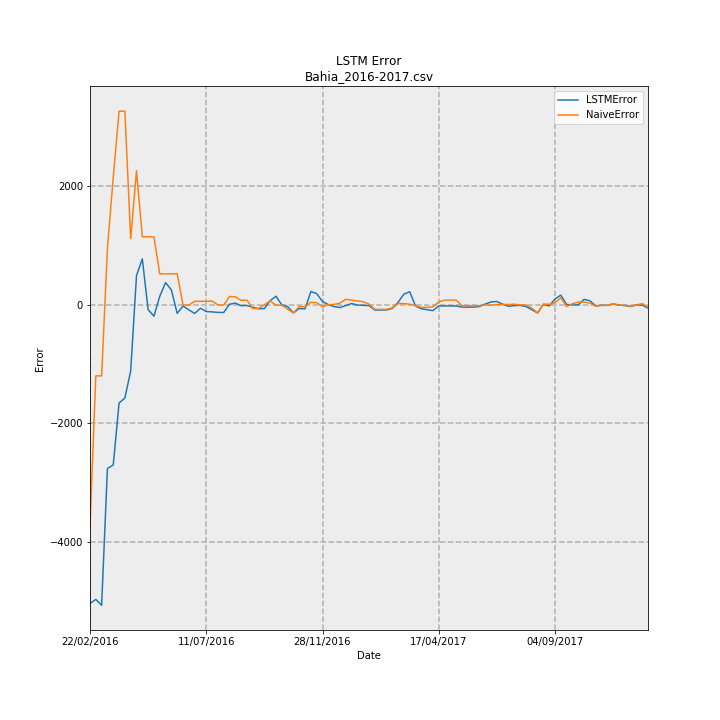 LSTM Error
Bahia_2016-2017.csv
LSTMError
NaiveError
2000
0
−2000
−4000
Error
22/02/2016
11/07/2016
28/11/2016
17/04/2017
04/09/2017
Date